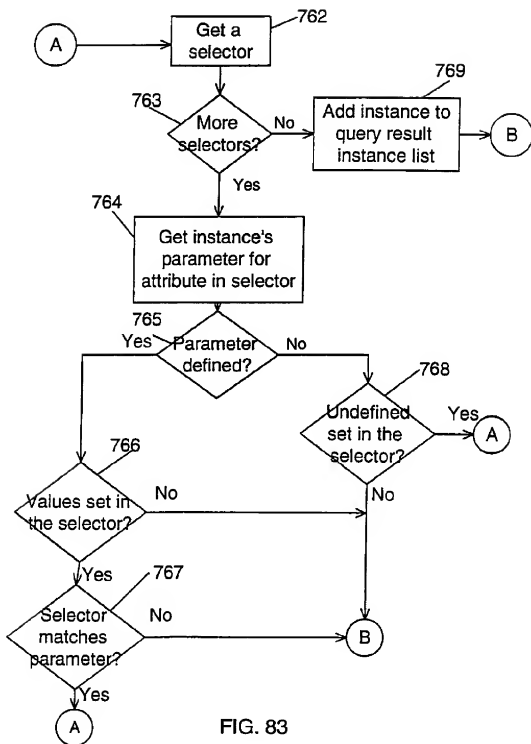 762
A
Get a
selector
763
769
More
selectors?
No
Add instance to
query result
instance list
B
Yes
764
Get instance's
parameter for
attribute in selector
765
Yes
Parameter
defined?
No
768
Undefined
set in the
selector?
Yes
A
766
No
Values set in
the selector?
No
Yes
767
Selector
matches
parameter?
No
B
Yes
A
FIG. 83